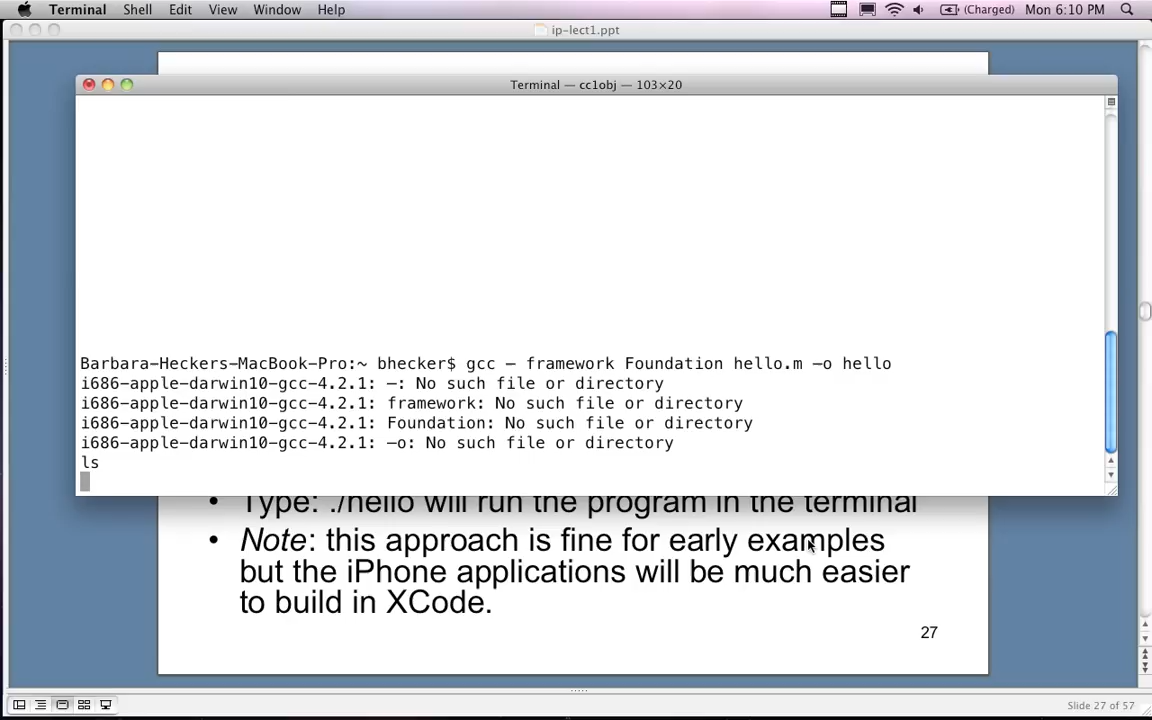 Terminal Shell Edit View Window Help (Charged) Mon 6:10 PM
ip-lect1.ppt
Terminal — cc1obj — 103×20
Barbara-Heckers-MacBook-Pro:~ bhecker$ gcc – framework Foundation hello.m –o hello
i686-apple-darwin10-gcc-4.2.1: –: No such file or directory
i686-apple-darwin10-gcc-4.2.1: framework: No such file or directory
i686-apple-darwin10-gcc-4.2.1: Foundation: No such file or directory
i686-apple-darwin10-gcc-4.2.1: –o: No such file or directory
ls
• Type: ./hello will run the program in the terminal
• Note: this approach is fine for early examples
but the iPhone applications will be much easier
to build in XCode.
27
Slide 27 of 57